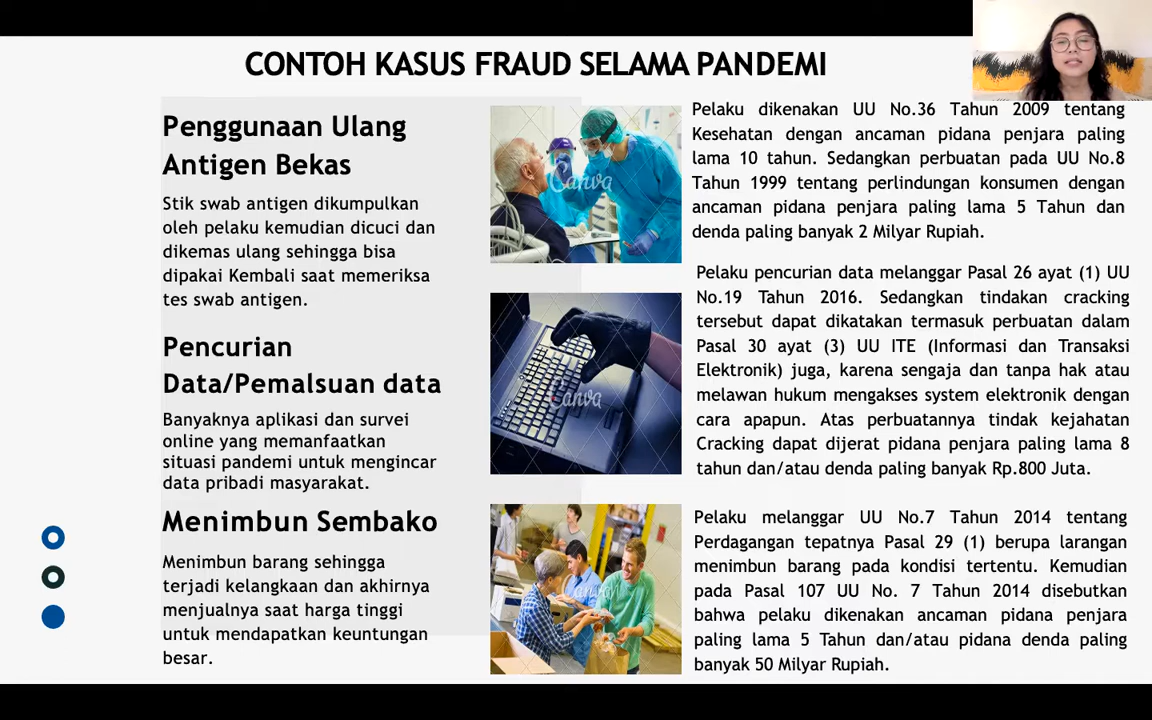 CONTOH KASUS FRAUD SELAMA PANDEMI
Penggunaan Ulang
Antigen Bekas
Stik swab antigen dikumpulkan
oleh pelaku kemudian dicuci dan
dikemas ulang sehingga bisa
dipakai Kembali saat memeriksa
tes swab antigen.
Canva
Pelaku dikenakan UU No.36 Tahun 2009 tentang
Kesehatan dengan ancaman pidana penjara paling
lama 10 tahun. Sedangkan perbuatan pada UU No.8
Tahun 1999 tentang perlindungan konsumen dengan
ancaman pidana penjara paling lama 5 Tahun dan
denda paling banyak 2 Milyar Rupiah.
Pencurian
Data/Pemalsuan data
Banyaknya aplikasi dan survei
online yang memanfaatkan
situasi pandemi untuk mengincar
data pribadi masyarakat.
Canva
Pelaku pencurian data melanggar Pasal 26 ayat (1) UU
No.19 Tahun 2016. Sedangkan tindakan cracking
tersebut dapat dikatakan termasuk perbuatan dalam
Pasal 30 ayat (3) UU ITE (Informasi dan Transaksi
Elektronik) juga, karena sengaja dan tanpa hak atau
melawan hukum mengakses system elektronik dengan
cara apapun. Atas perbuatannya tindak kejahatan
Cracking dapat dijerat pidana penjara paling lama 8
tahun dan/atau denda paling banyak Rp.800 Juta.
Menimbun Sembako
Menimbun barang sehingga
terjadi kelangkaan dan akhirnya
menjualnya saat harga tinggi
untuk mendapatkan keuntungan
besar.
Canva
Pelaku melanggar UU No.7 Tahun 2014 tentang
Perdagangan tepatnya Pasal 29 (1) berupa larangan
menimbun barang pada kondisi tertentu. Kemudian
pada Pasal 107 UU No. 7 Tahun 2014 disebutkan
bahwa pelaku dikenakan ancaman pidana penjara
paling lama 5 Tahun dan/atau pidana denda paling
banyak 50 Milyar Rupiah.